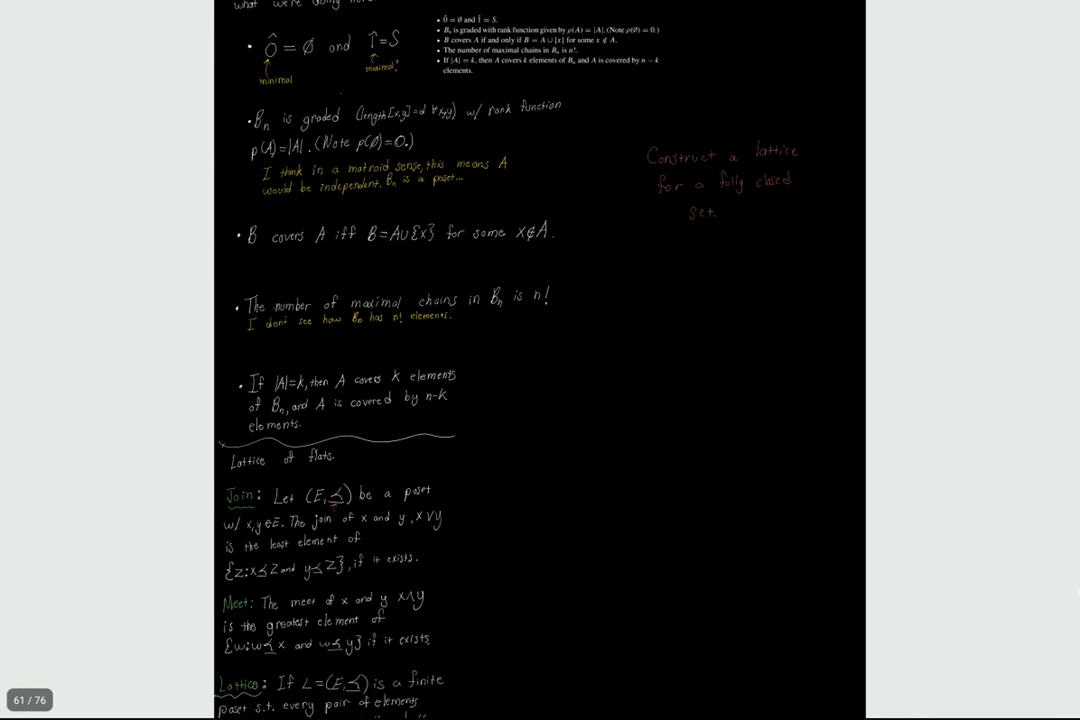 what we're doing here.
• 0̂ = ∅ and 1̂ = S
minimal
maximal?
• 0̂ = ∅ and 1̂ = S.
• Bn is graded with rank function given by ρ(A) = |A|. (Note ρ(∅) = 0.)
• B covers A if and only if B = A ∪ {x} for some x ∉ A.
• The number of maximal chains in Bn is n!.
• If |A| = k, then A covers k elements of Bn and A is covered by n − k
elements.
• Bn is graded (length[x,y]=d ∀x,y) w/ rank function
ρ(A)=|A|. (Note ρ(∅)=0.)
I think in a matroid sense, this means A
would be independent. Bn is a poset...
Construct a lattice
for a fully closed
set.
• B covers A iff B=A∪{x} for some x∉A.
• The number of maximal chains in Bn is n!
I don't see how Bn has n! elements.
• If |A|=k, then A covers k elements
of Bn, and A is covered by n-k
elements.
Lattice of flats.
Join: Let (E,≼) be a poset
w/ x,y∈E. The join of x and y, x∨y
is the least element of
{z:x≼z and y≼z}, if it exists.
Meet: The meet of x and y x∧y
is the greatest element of
{w:w≼x and w≼y} if it exists.
Lattice: If L=(E,≼) is a finite
poset s.t. every pair of elements
61 / 76